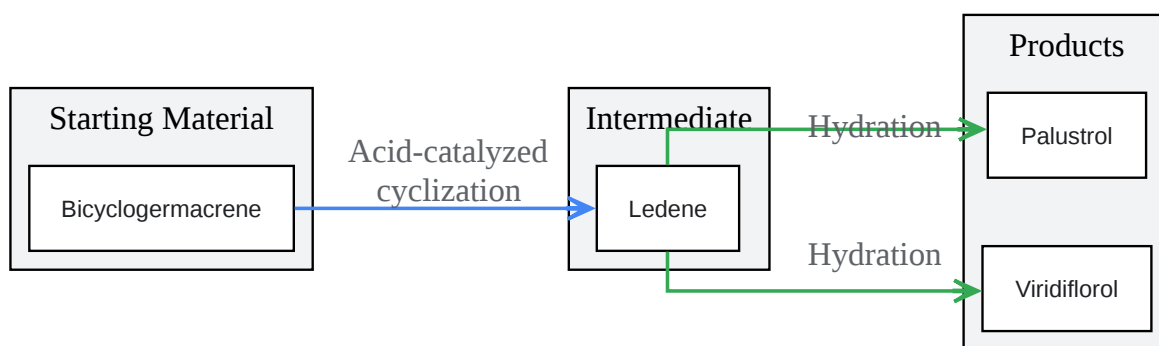 Products
Starting Material
Intermediate
Hydration
Palustrol
Acid-catalyzed
cyclization
Bicyclogermacrene
Ledene
Hydration
Viridiflorol